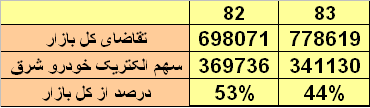 82 83
تقاضای کل بازار 698071 778619
سهم الکتریک خودرو شرق 369736 341130
درصد از کل بازار 53% 44%